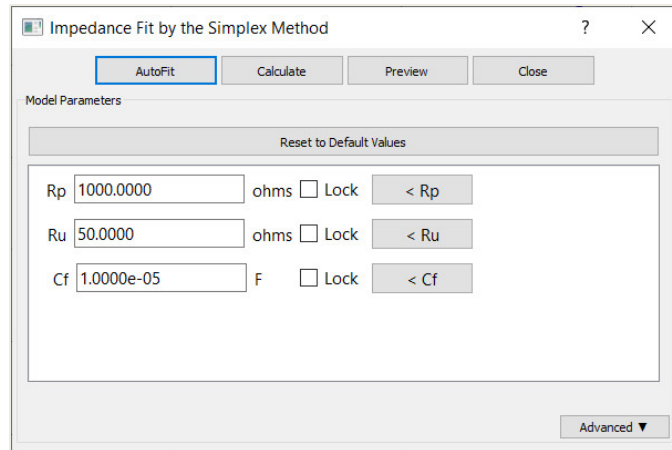 Impedance Fit by the Simplex Method ? ×
AutoFit Calculate Preview Close
Model Parameters
Reset to Default Values
Rp 1000.0000 ohms Lock < Rp
Ru 50.0000 ohms Lock < Ru
Cf 1.0000e-05 F Lock < Cf
Advanced ▼